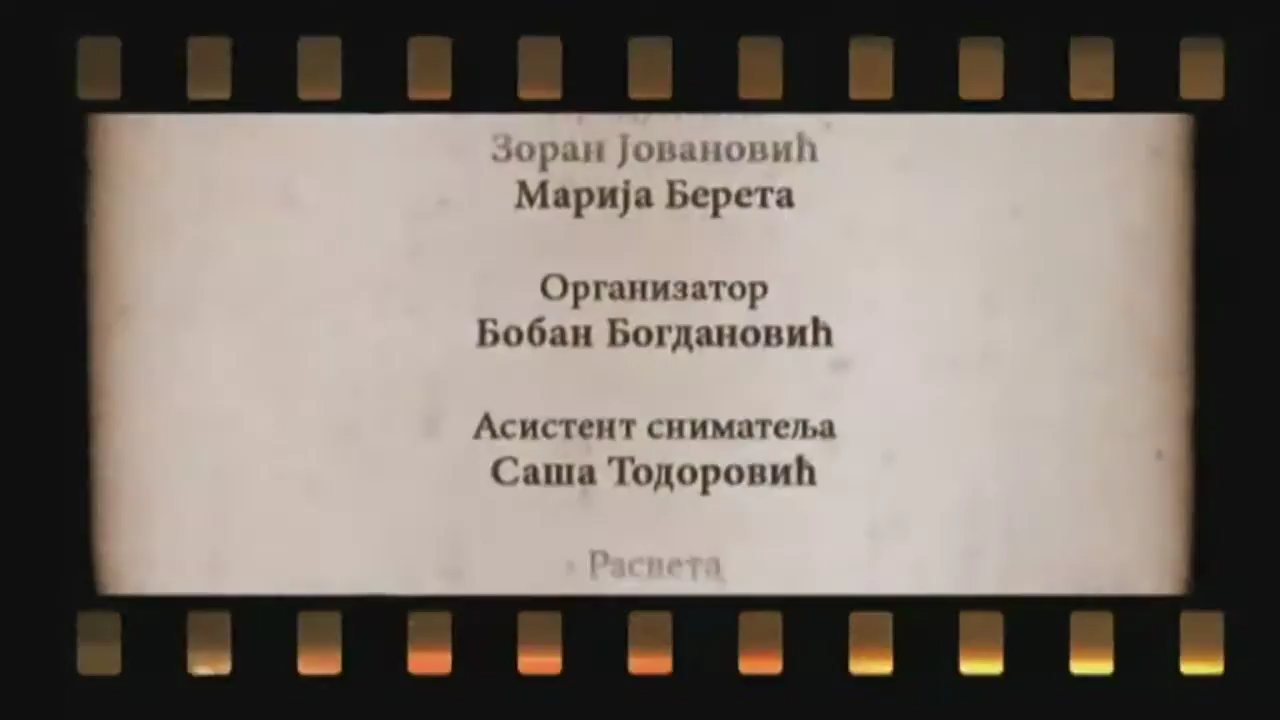 Зоран Јовановић
Марија Берета
Организатор
Бобан Богдановић
Асистент сниматеља
Саша Тодоровић
Расвета